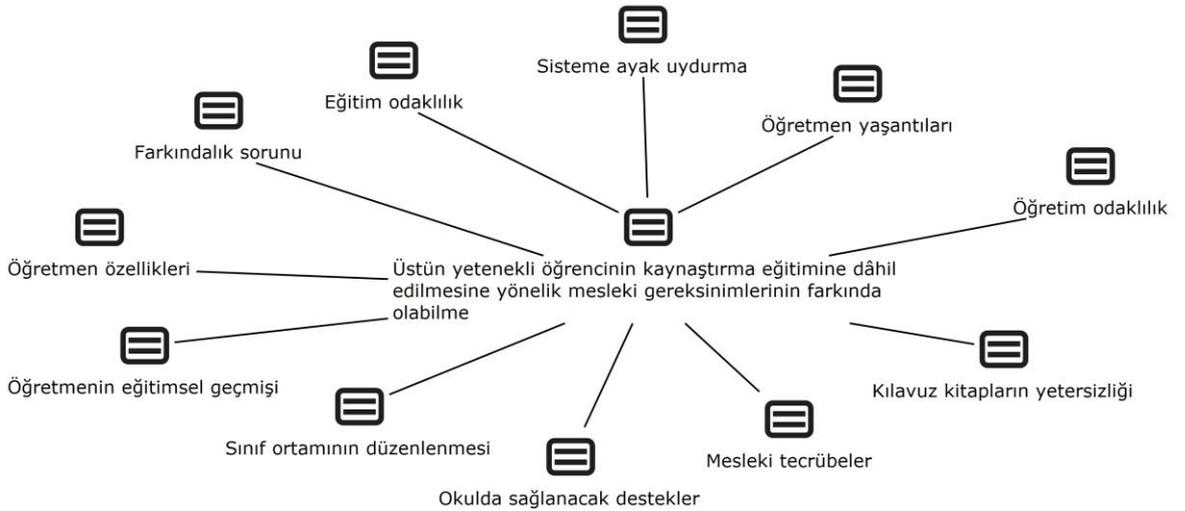 Sisteme ayak uydurma
Eğitim odaklılık
Öğretmen yaşantıları
Farkındalık sorunu
Öğretim odaklılık
Öğretmen özellikleri
Üstün yetenekli öğrencinin kaynaştırma eğitimine dâhil
edilmesine yönelik mesleki gereksinimlerinin farkında
olabilme
Öğretmenin eğitimsel geçmişi
Kılavuz kitapların yetersizliği
Sınıf ortamının düzenlenmesi
Mesleki tecrübeler
Okulda sağlanacak destekler